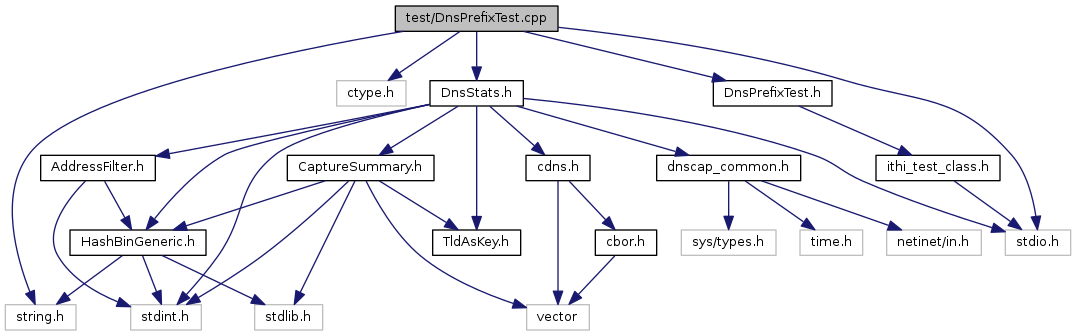 test/DnsPrefixTest.cpp
ctype.h
DnsStats.h
DnsPrefixTest.h
AddressFilter.h
CaptureSummary.h
cdns.h
dnscap_common.h
ithi_test_class.h
HashBinGeneric.h
TldAsKey.h
cbor.h
sys/types.h
time.h
netinet/in.h
stdio.h
string.h
stdint.h
stdlib.h
vector